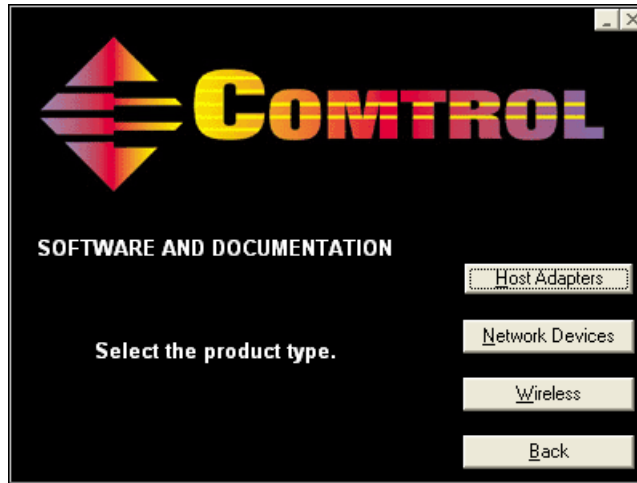 COMTROL
SOFTWARE AND DOCUMENTATION
Host Adapters
Select the product type.
Network Devices
Wireless
Back